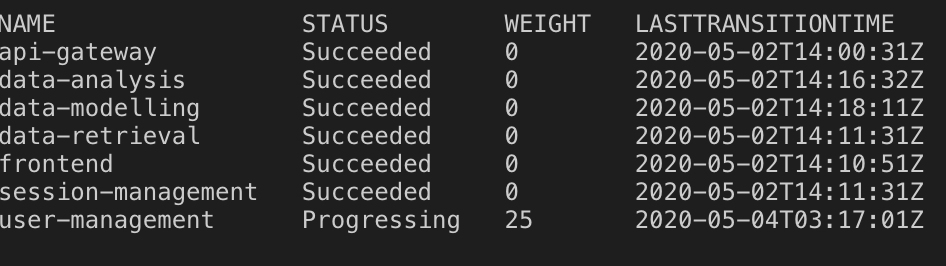 NAME STATUS WEIGHT LASTTRANSITIONTIME
api-gateway Succeeded 0 2020-05-02T14:00:31Z
data-analysis Succeeded 0 2020-05-02T14:16:32Z
data-modelling Succeeded 0 2020-05-02T14:18:11Z
data-retrieval Succeeded 0 2020-05-02T14:11:31Z
frontend Succeeded 0 2020-05-02T14:10:51Z
session-management Succeeded 0 2020-05-02T14:11:31Z
user-management Progressing 25 2020-05-04T03:17:01Z